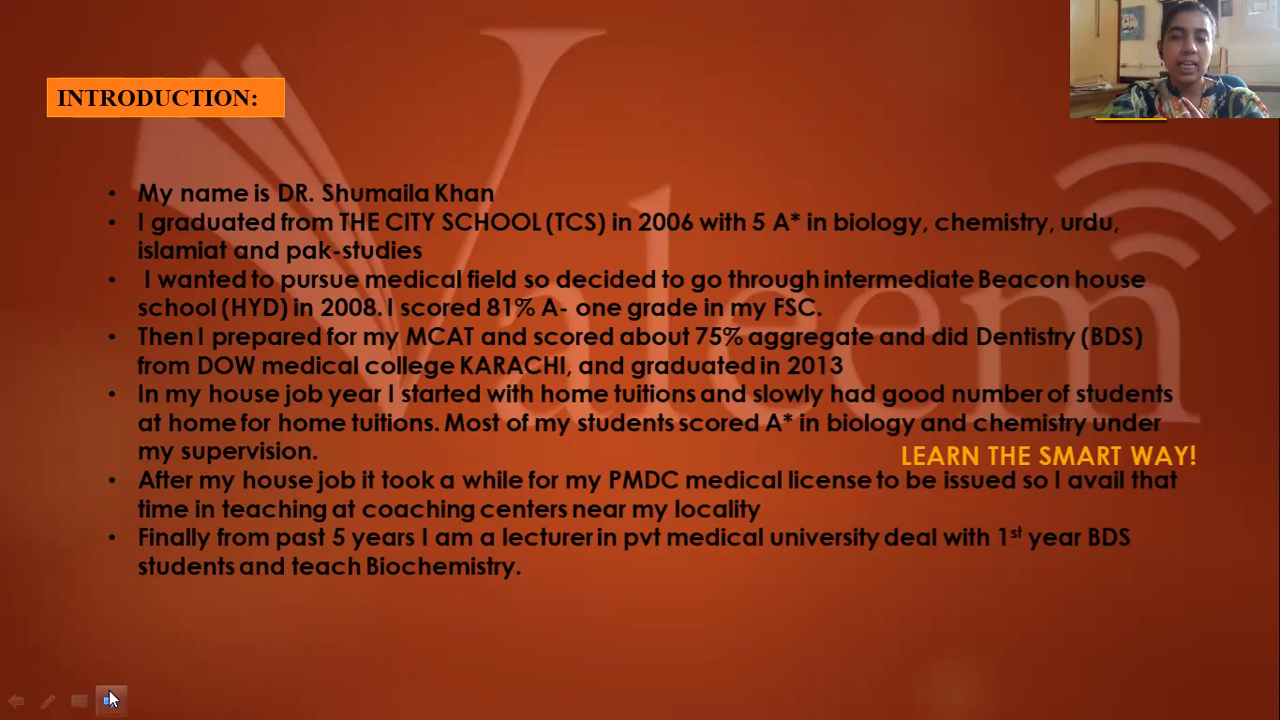 INTRODUCTION:
• My name is DR. Shumaila Khan
• I graduated from THE CITY SCHOOL (TCS) in 2006 with 5 A* in biology, chemistry, urdu,
islamiat and pak-studies
• I wanted to pursue medical field so decided to go through intermediate Beacon house
school (HYD) in 2008. I scored 81% A- one grade in my FSC.
• Then I prepared for my MCAT and scored about 75% aggregate and did Dentistry (BDS)
from DOW medical college KARACHI, and graduated in 2013
• In my house job year I started with home tuitions and slowly had good number of students
at home for home tuitions. Most of my students scored A* in biology and chemistry under
my supervision.
LEARN THE SMART WAY!
• After my house job it took a while for my PMDC medical license to be issued so I avail that
time in teaching at coaching centers near my locality
• Finally from past 5 years I am a lecturer in pvt medical university deal with 1st year BDS
students and teach Biochemistry.
Valeem